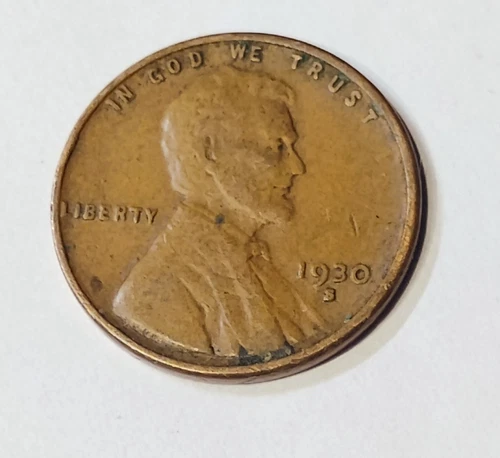 IN GOD WE TRUST
LIBERTY
1930
S